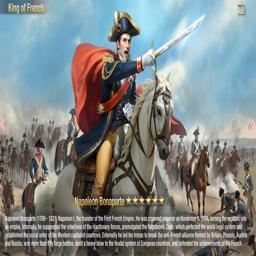 King of French
Napoleon Bonaparte ★★★★★★
Napoleon Bonaparte (1769 - 1821) Napoleon I, the founder of the First French Empire. He was crowned emperor on November 6, 1804, turning the republic into
an empire. Internally, he suppressed the rebellions of the reactionary forces, promulgated the Napoleonic Code, which perfected the world legal system and
established the social order of the Western capitalist countries. Externally, he led his troops to break the anti-French alliance formed by Britain, Prussia, Austria
and Russia, won more than fifty large battles, dealt a heavy blow to the feudal system of European countries, and defended the achievements of the French